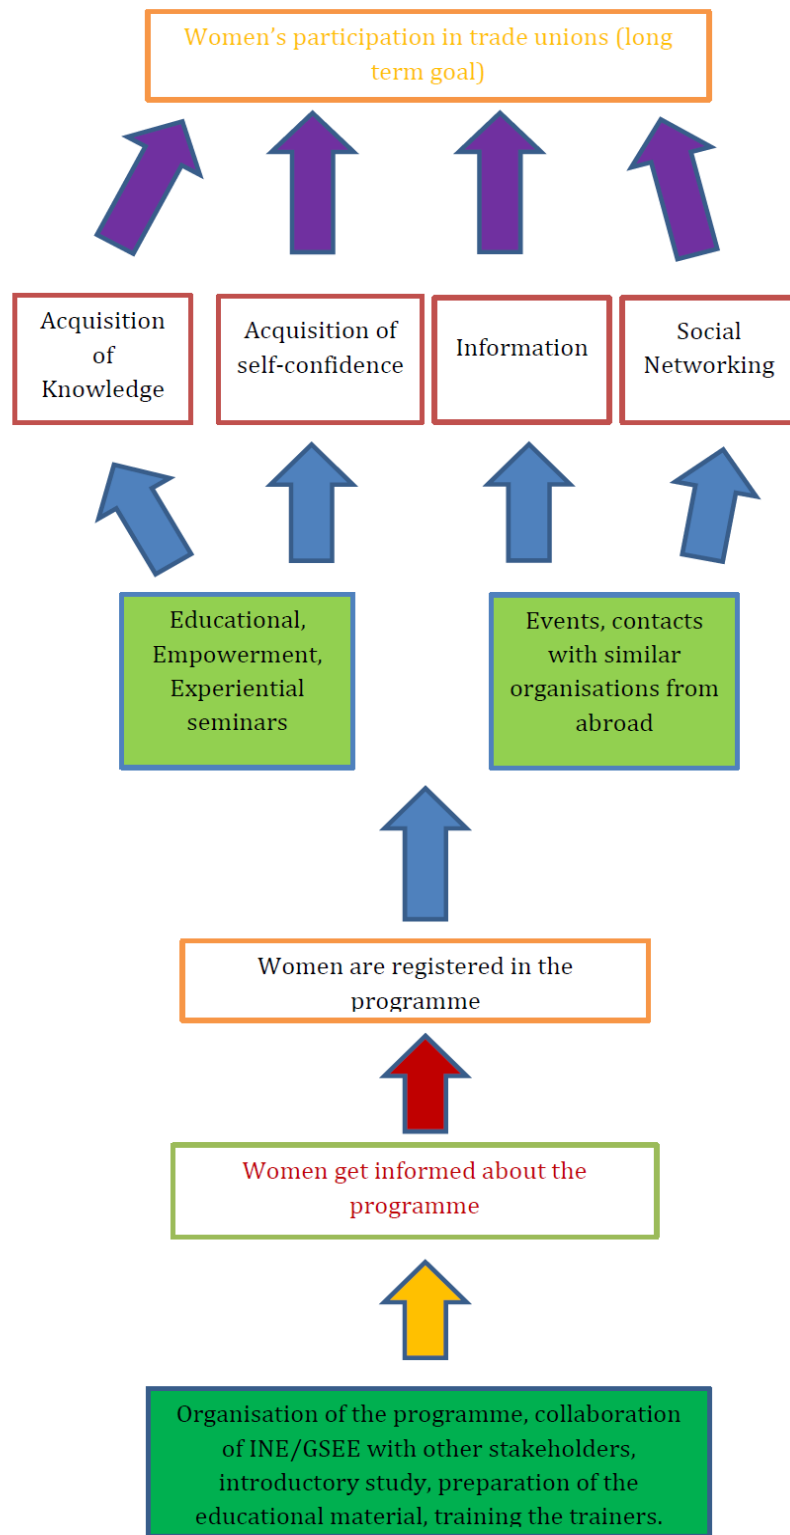 Women’s participation in trade unions (long
term goal)
Acquisition
of
Knowledge
Acquisition of
self-confidence
Information
Social
Networking
Educational,
Empowerment,
Experiential
seminars
Events, contacts
with similar
organisations from
abroad
Women are registered in the
programme
Women get informed about the
programme
Organisation of the programme, collaboration
of INE/GSEE with other stakeholders,
introductory study, preparation of the
educational material, training the trainers.